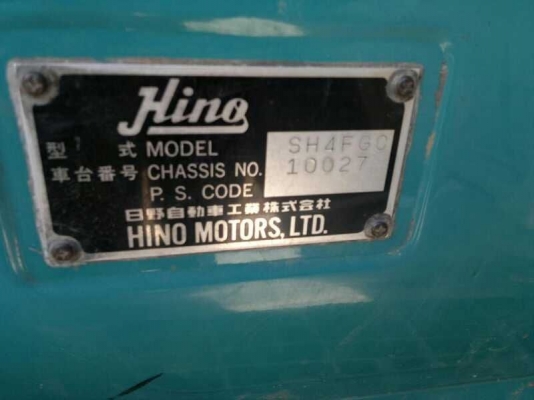 Hino
型 式 MODEL SH4FGC
車台番号 CHASSIS NO. 10027
P. S. CODE
日野自動車工業株式会社
HINO MOTORS, LTD.